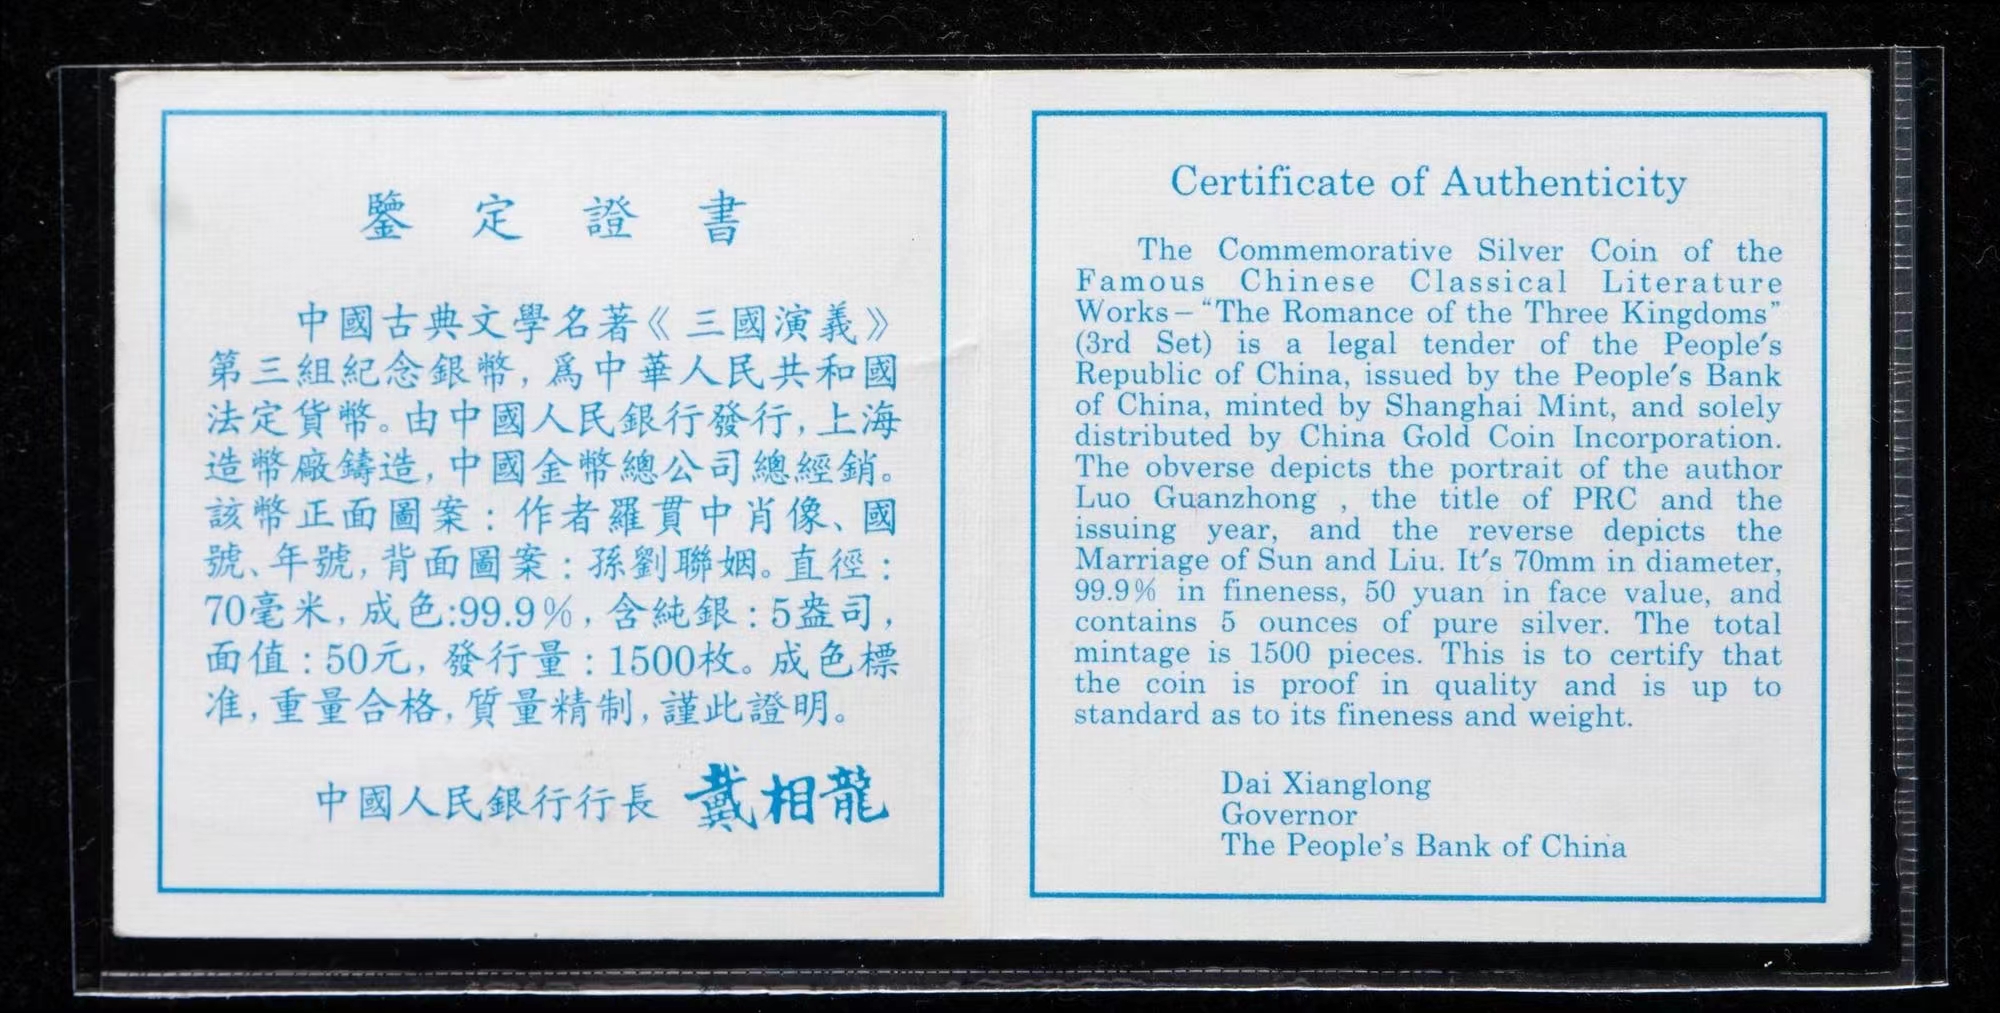 鑒定證書
中國古典文學名著《三國演義》
第三組紀念銀幣,爲中華人民共和國
法定貨幣。由中國人民銀行發行,上海
造幣廠鑄造,中國金幣總公司總經銷。
該幣正面圖案:作者羅貫中肖像、國
號、年號,背面圖案:孫劉聯姻。直徑:
70毫米,成色:99.9%,含純銀:5盎司,
面值:50元,發行量:1500枚。成色標
准,重量合格,質量精制,謹此證明。
中國人民銀行行長 戴相龍
Certificate of Authenticity
The Commemorative Silver Coin of the
Famous Chinese Classical Literature
Works—"The Romance of the Three Kingdoms"
(3rd Set) is a legal tender of the People's
Republic of China, issued by the People's Bank
of China, minted by Shanghai Mint, and solely
distributed by China Gold Coin Incorporation.
The obverse depicts the portrait of the author
Luo Guanzhong , the title of PRC and the
issuing year, and the reverse depicts the
Marriage of Sun and Liu. It's 70mm in diameter,
99.9% in fineness, 50 yuan in face value, and
contains 5 ounces of pure silver. The total
mintage is 1500 pieces. This is to certify that
the coin is proof in quality and is up to
standard as to its fineness and weight.
Dai Xianglong
Governor
The People's Bank of China